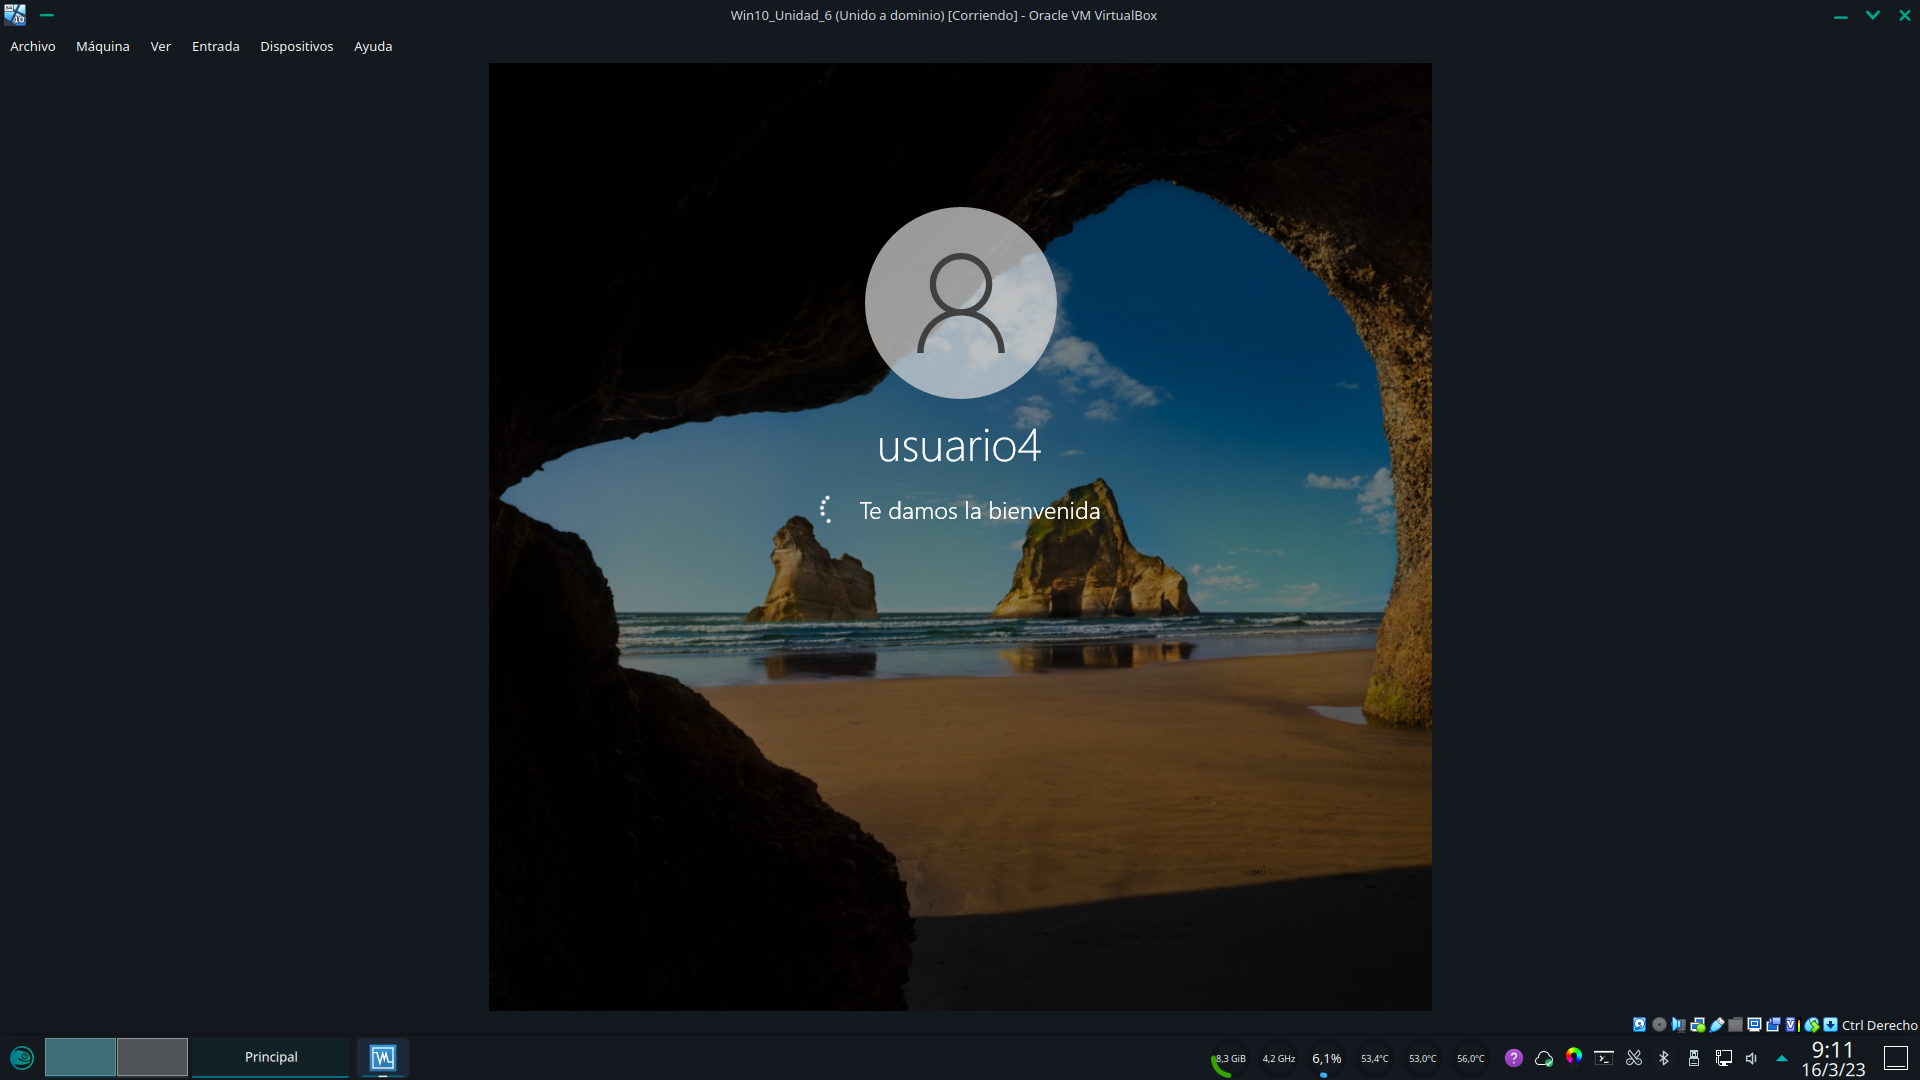 Win10_Unidad_6 (Unido a dominio) [Corriendo] - Oracle VM VirtualBox
Archivo Máquina Ver Entrada Dispositivos Ayuda
usuario4
Te damos la bienvenida
Ctrl Derecho
Principal
8,3 GiB 4,2 GHz 6,1% 53,4°C 53,0°C 56,0°C
9:11
16/3/23